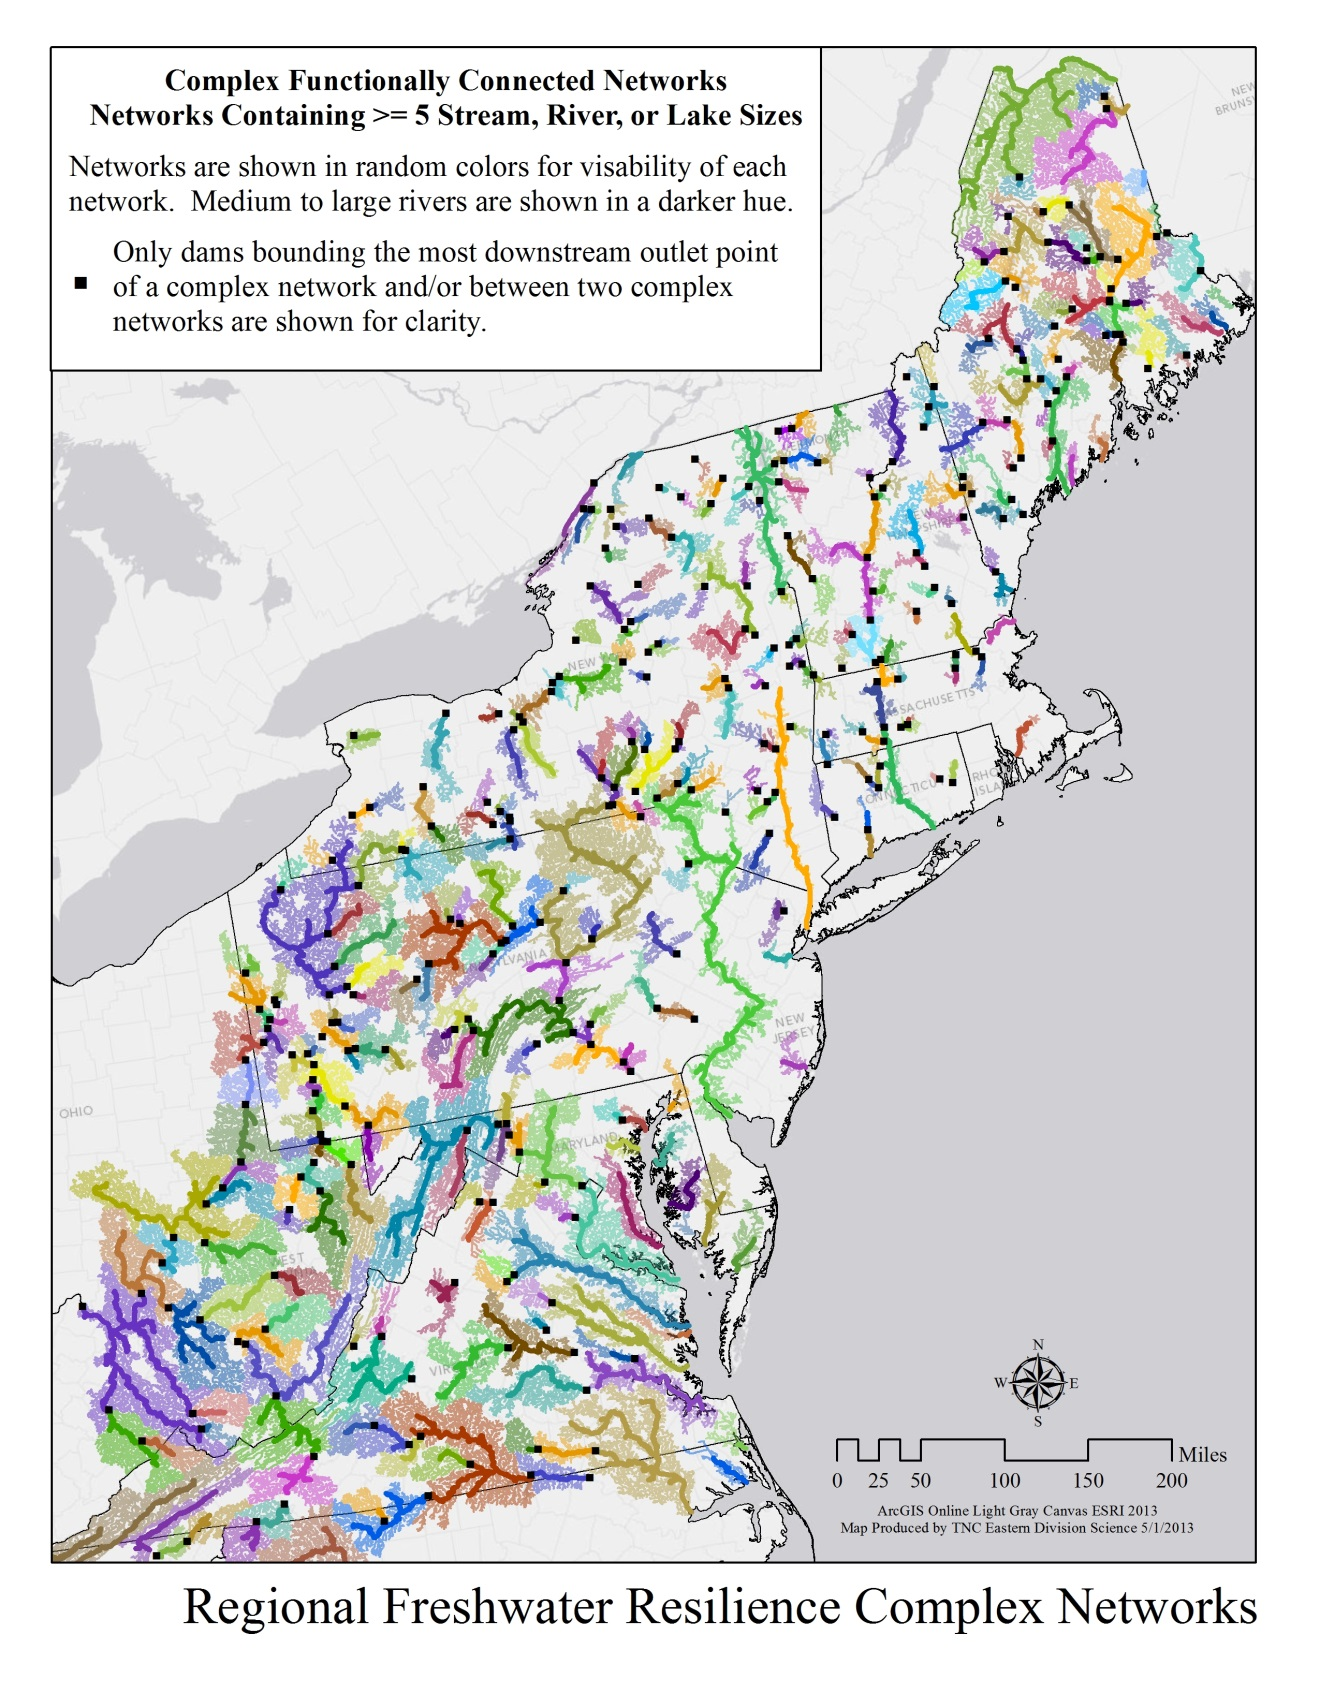 Complex Functionally Connected Networks
Networks Containing >= 5 Stream, River, or Lake Sizes
Networks are shown in random colors for visability of each
network. Medium to large rivers are shown in a darker hue.
Only dams bounding the most downstream outlet point
of a complex network and/or between two complex
networks are shown for clarity.
NEW
BRUNS
NEW
MARYLAND
OHIO
NEW
JERSEY
N
W E
S
Miles
0 25 50 100 150 200
ArcGIS Online Light Gray Canvas ESRI 2013
Map Produced by TNC Eastern Division Science 5/1/2013
Regional Freshwater Resilience Complex Networks